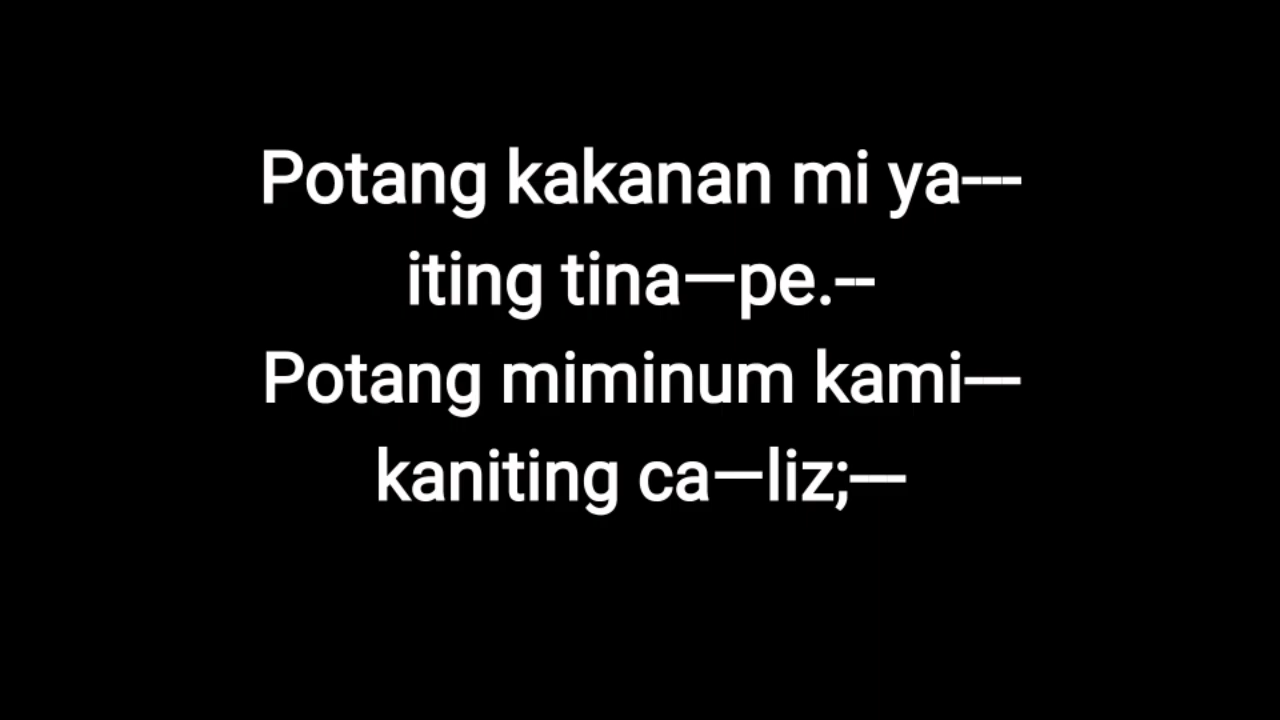 Potang kakanan mi ya---
iting tina—pe.--
Potang miminum kami---
kaniting ca—liz;---